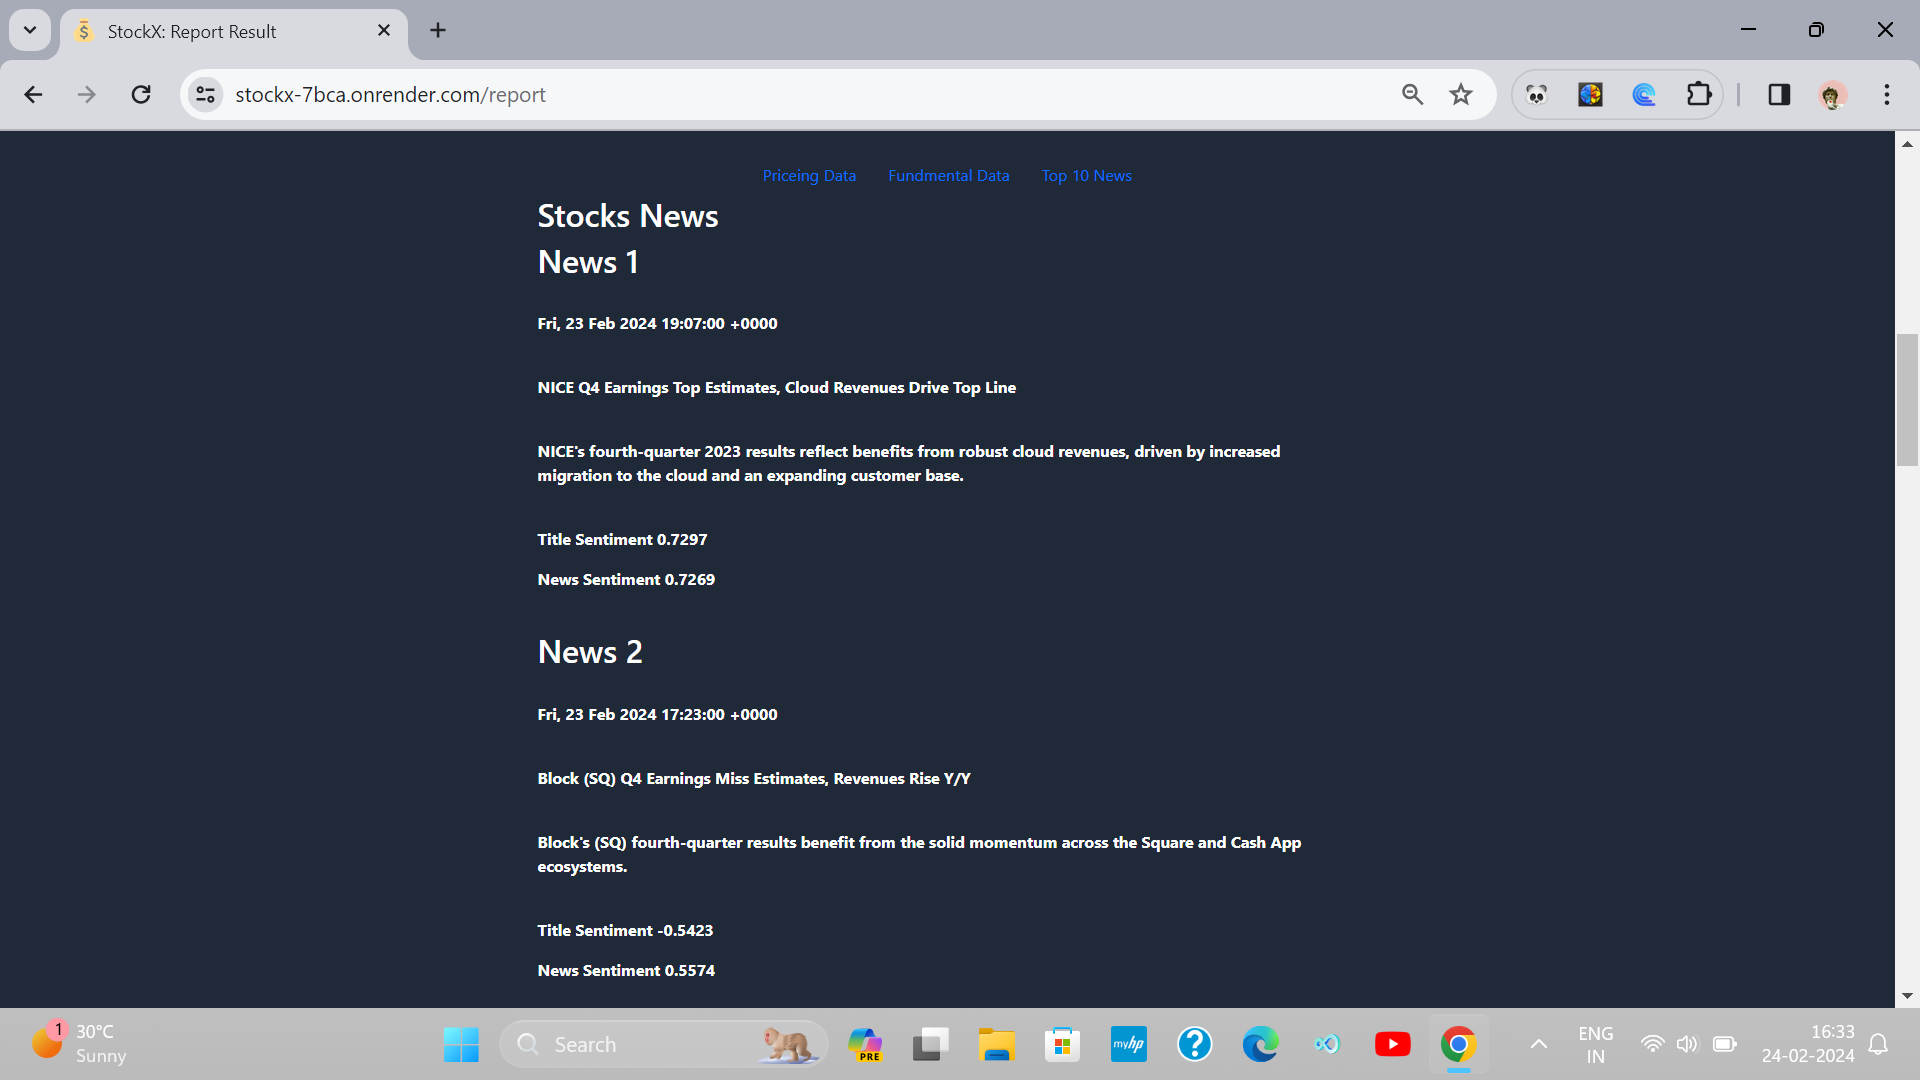 StockX: Report Result
stockx-7bca.onrender.com/report
Priceing Data Fundmental Data Top 10 News
Stocks News
News 1
Fri, 23 Feb 2024 19:07:00 +0000
NICE Q4 Earnings Top Estimates, Cloud Revenues Drive Top Line
NICE's fourth-quarter 2023 results reflect benefits from robust cloud revenues, driven by increased
migration to the cloud and an expanding customer base.
Title Sentiment 0.7297
News Sentiment 0.7269
News 2
Fri, 23 Feb 2024 17:23:00 +0000
Block (SQ) Q4 Earnings Miss Estimates, Revenues Rise Y/Y
Block's (SQ) fourth-quarter results benefit from the solid momentum across the Square and Cash App
ecosystems.
Title Sentiment -0.5423
News Sentiment 0.5574
1
30°C
Sunny
Search
PRE
myhp
ENG
IN
16:33
24-02-2024